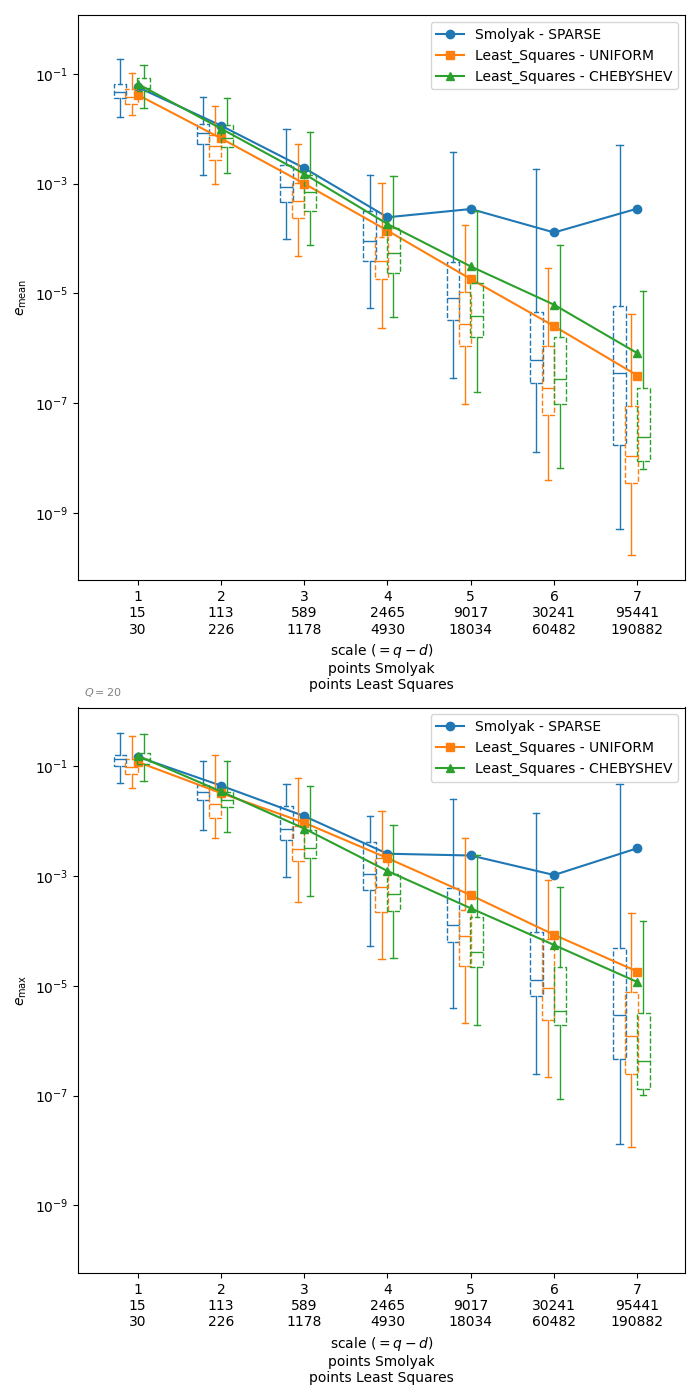 Smolyak - SPARSE
Least_Squares - UNIFORM
Least_Squares - CHEBYSHEV
10⁻¹
10⁻³
10⁻⁵
10⁻⁷
10⁻⁹
e_mean
1 2 3 4 5 6 7
15 113 589 2465 9017 30241 95441
30 226 1178 4930 18034 60482 190882
scale (= q − d)
points Smolyak
points Least Squares
Q = 20
Smolyak - SPARSE
Least_Squares - UNIFORM
Least_Squares - CHEBYSHEV
10⁻¹
10⁻³
10⁻⁵
10⁻⁷
10⁻⁹
e_max
1 2 3 4 5 6 7
15 113 589 2465 9017 30241 95441
30 226 1178 4930 18034 60482 190882
scale (= q − d)
points Smolyak
points Least Squares